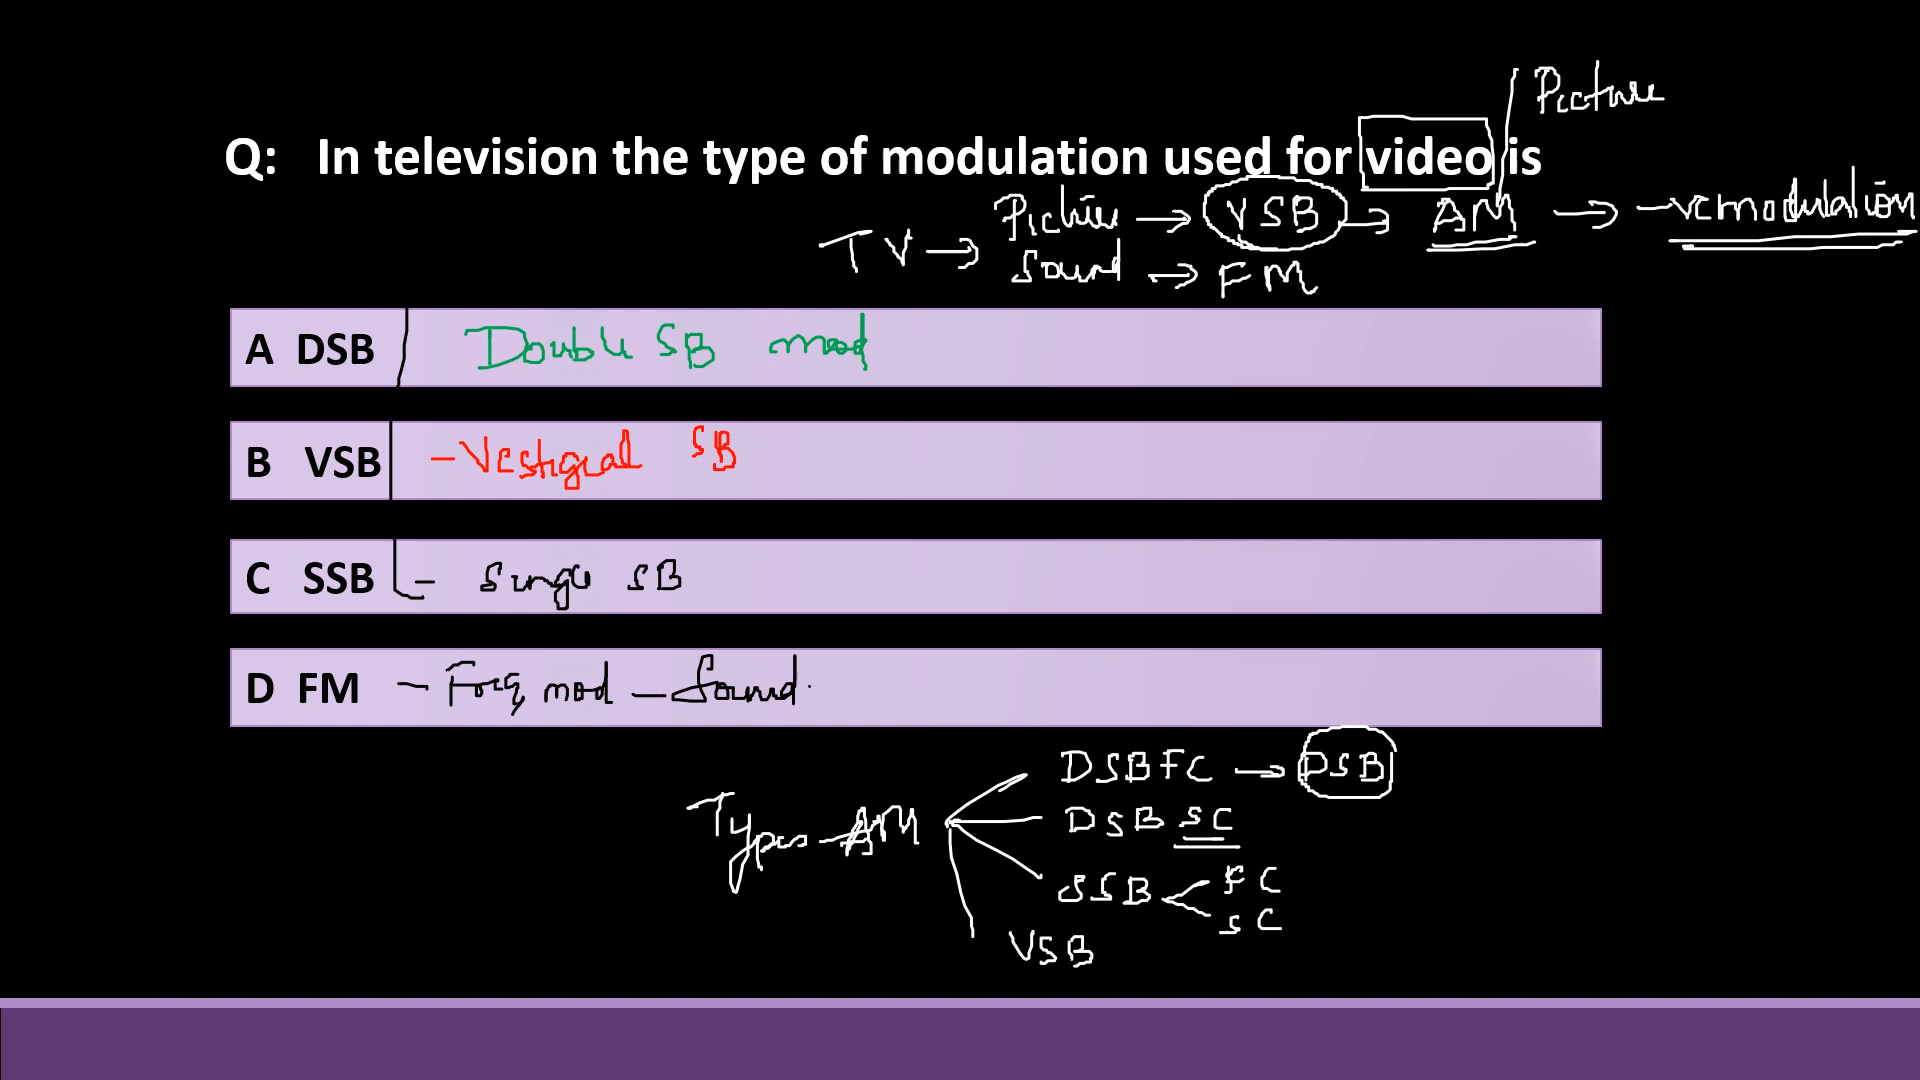 Picture
Q: In television the type of modulation used for video is
TV → Picture → VSB → AM → -ve modulation
Sound → FM
A DSB Double SB mod
B VSB - Vestigial SB
C SSB - Single SB
D FM - Freq mod - Sound
Types - AM
DSBFC → DSB
DSB SC
SSB < FC
SC
VSB